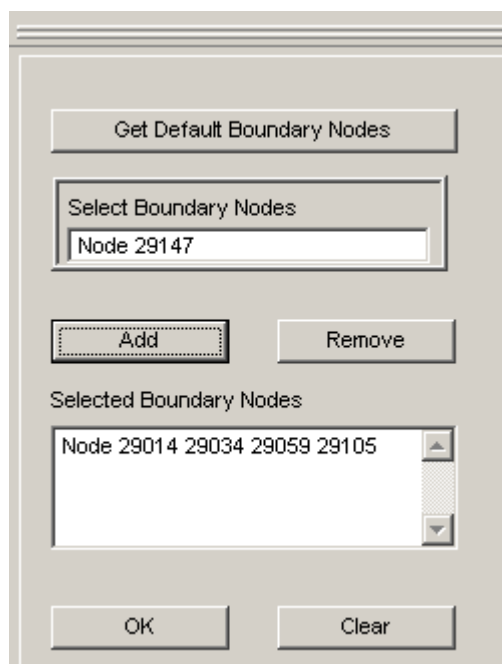 Get Default Boundary Nodes
Select Boundary Nodes
Node 29147
Add Remove
Selected Boundary Nodes
Node 29014 29034 29059 29105
OK Clear